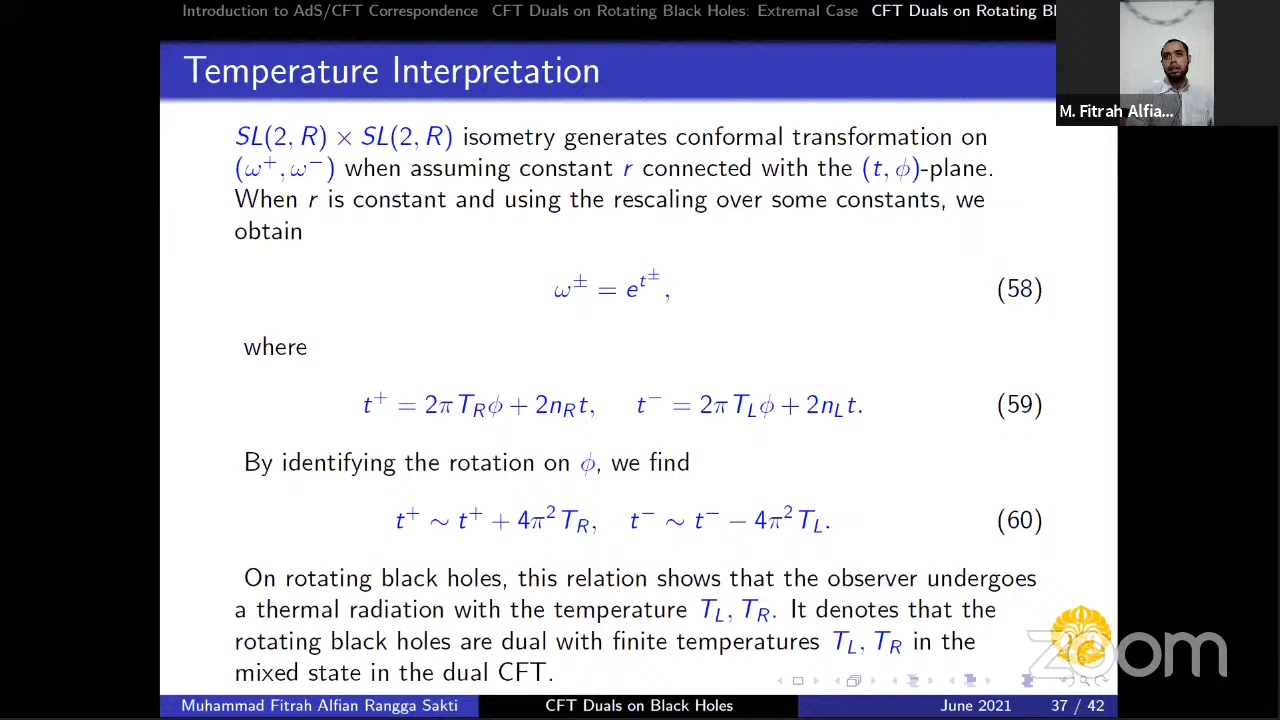 Introduction to AdS/CFT Correspondence CFT Duals on Rotating Black Holes: Extremal Case CFT Duals on Rotating Bl
Temperature Interpretation
M. Fitrah Alfia...
SL(2, R) × SL(2, R) isometry generates conformal transformation on
(ω⁺, ω⁻) when assuming constant r connected with the (t, ϕ)-plane.
When r is constant and using the rescaling over some constants, we
obtain
ω^± = e^{t^±}, (58)
where
t⁺ = 2πT_Rϕ + 2n_Rt, t⁻ = 2πT_Lϕ + 2n_Lt. (59)
By identifying the rotation on ϕ, we find
t⁺ ∼ t⁺ + 4π²T_R, t⁻ ∼ t⁻ − 4π²T_L. (60)
On rotating black holes, this relation shows that the observer undergoes
a thermal radiation with the temperature T_L, T_R. It denotes that the
rotating black holes are dual with finite temperatures T_L, T_R in the
mixed state in the dual CFT.
zoom
Muhammad Fitrah Alfian Rangga Sakti CFT Duals on Black Holes June 2021 37 / 42